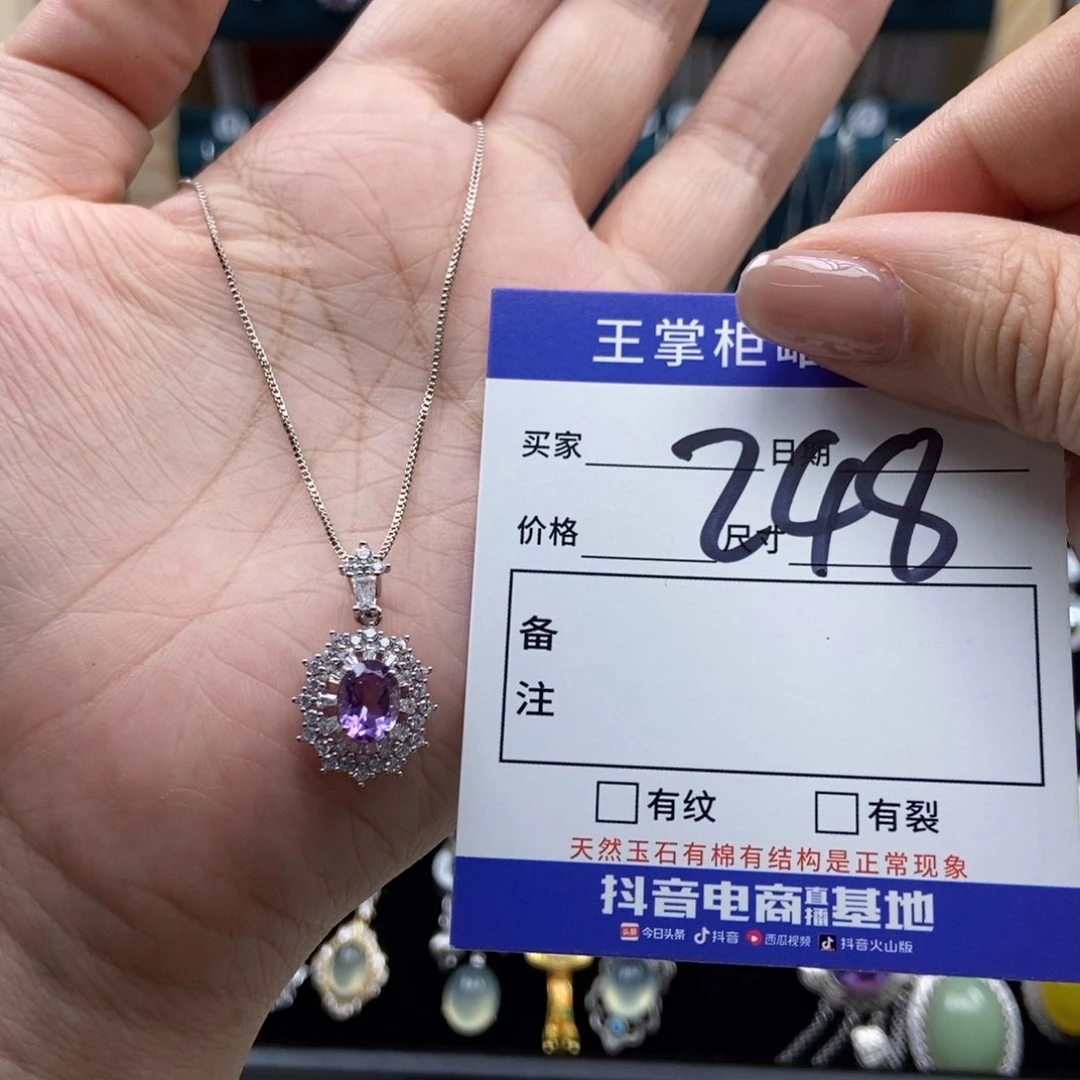 王掌柜
248
买家 日期
价格 尺寸
备
注
有纹 有裂
天然玉石有棉有结构是正常现象
抖音电商直播基地
头条 今日头条 抖音 西瓜视频 抖音火山版